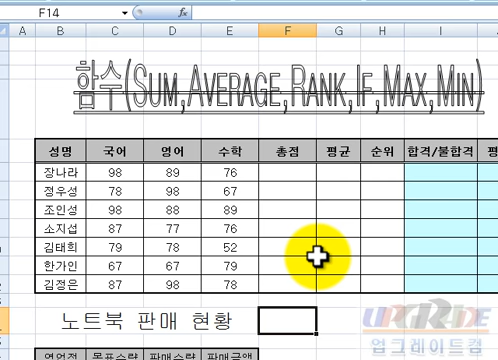 F14 fx
A B C D E F G H I J
함수(SUM,AVERAGE,RANK,IF,MAX,MIN)
성명 국어 영어 수학 총점 평균 순위 합격/불합격
장나라 98 89 76
정우성 78 98 67
조인성 98 88 89
소지섭 87 77 76
김태희 79 78 52
한가인 67 67 79
김정은 87 98 78
노트북 판매 현황
UPGRADE
업그레이드컴
영업점 목표수량 판매수량 판매금액